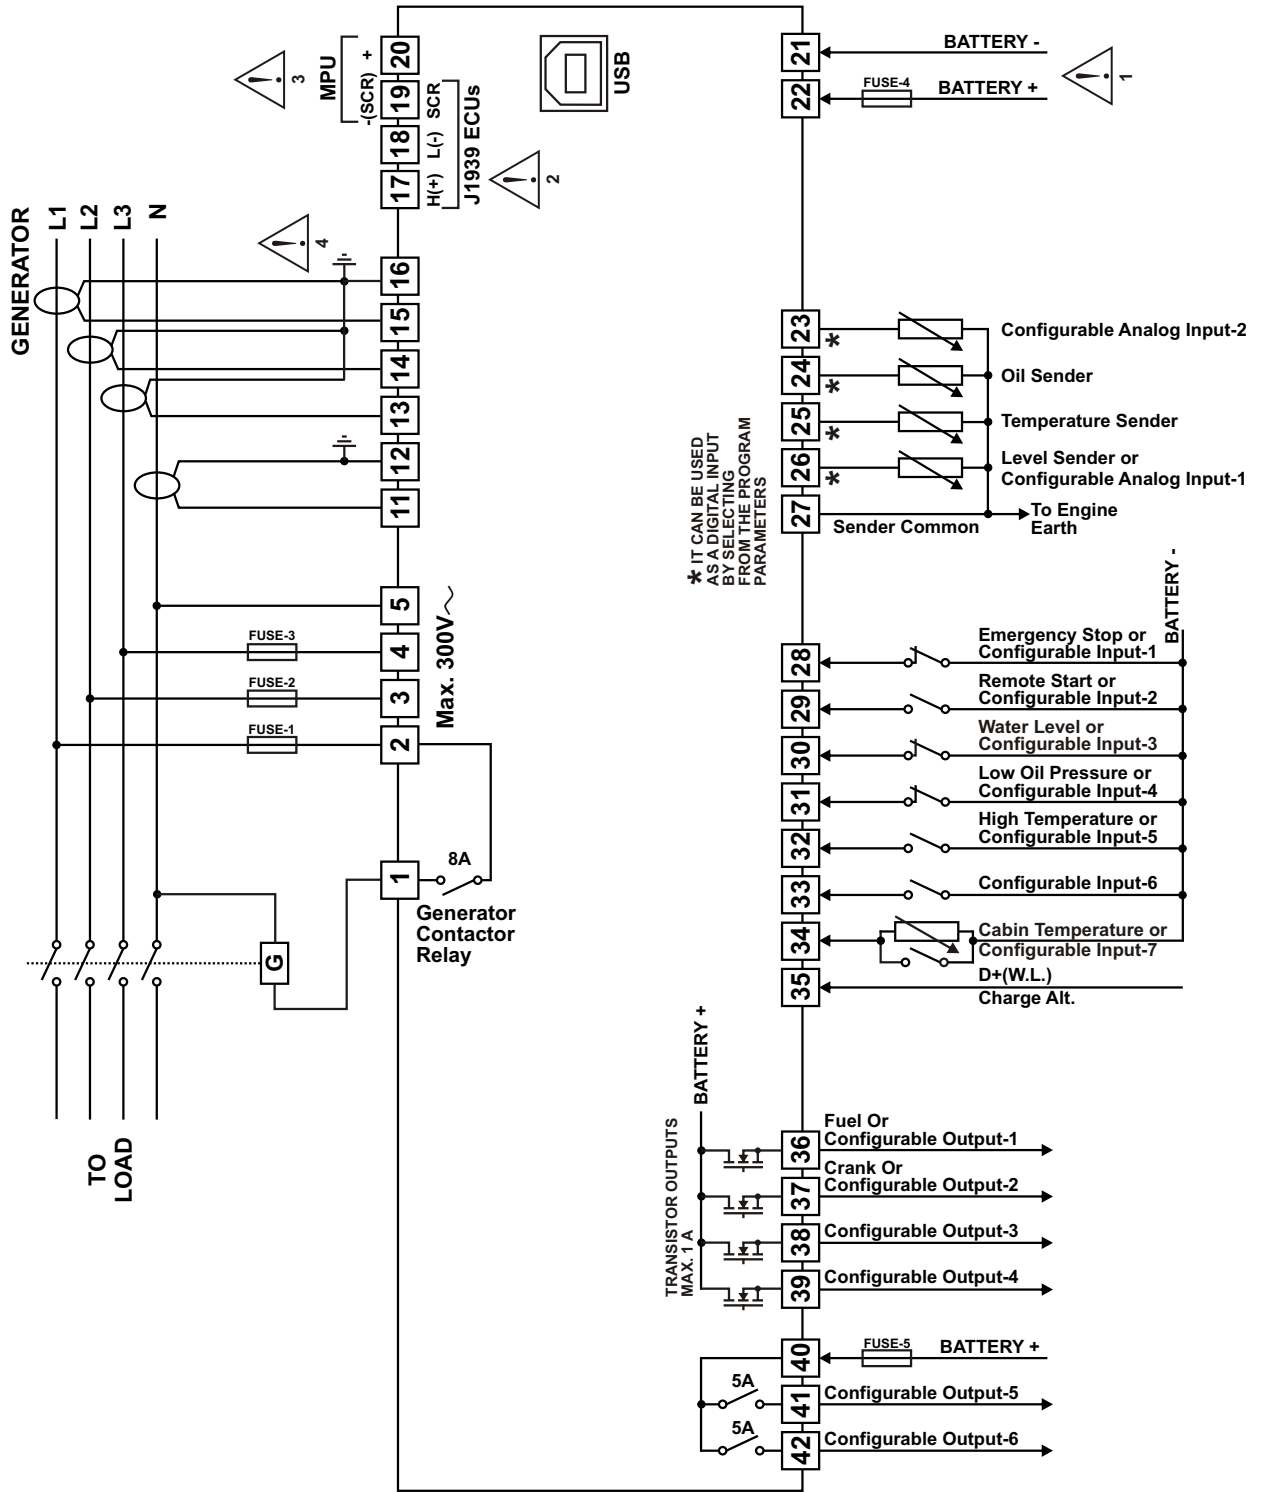 GENERATOR
L1
L2
L3
N
4
3
MPU
-(SCR) +
20
19
18
17
H(+) L(-) SCR
J1939 ECUs
2
USB
16
15
14
13
12
11
5
4
3
2
1
FUSE-3
FUSE-2
FUSE-1
Max. 300V~
8A
Generator
Contactor
Relay
G
TO
LOAD
21
BATTERY -
22
FUSE-4
BATTERY +
1
23
*
Configurable Analog Input-2
24
*
Oil Sender
25
*
Temperature Sender
26
*
Level Sender or
Configurable Analog Input-1
27
Sender Common
To Engine
Earth
* IT CAN BE USED
AS A DIGITAL INPUT
BY SELECTING
FROM THE PROGRAM
PARAMETERS
BATTERY -
28
Emergency Stop or
Configurable Input-1
29
Remote Start or
Configurable Input-2
30
Water Level or
Configurable Input-3
31
Low Oil Pressure or
Configurable Input-4
32
High Temperature or
Configurable Input-5
33
Configurable Input-6
34
Cabin Temperature or
Configurable Input-7
35
D+(W.L.)
Charge Alt.
BATTERY +
TRANSISTOR OUTPUTS
MAX. 1 A
36
Fuel Or
Configurable Output-1
37
Crank Or
Configurable Output-2
38
Configurable Output-3
39
Configurable Output-4
40
FUSE-5
BATTERY +
5A
41
Configurable Output-5
5A
42
Configurable Output-6